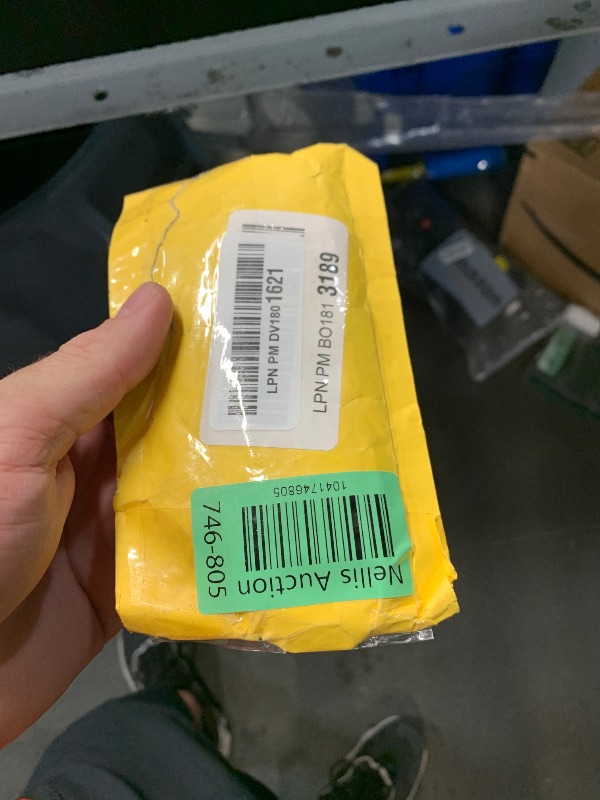 LPN PM DV180 1621
LPN PM BO181 3189
1041746805
Nellis Auction
746-805